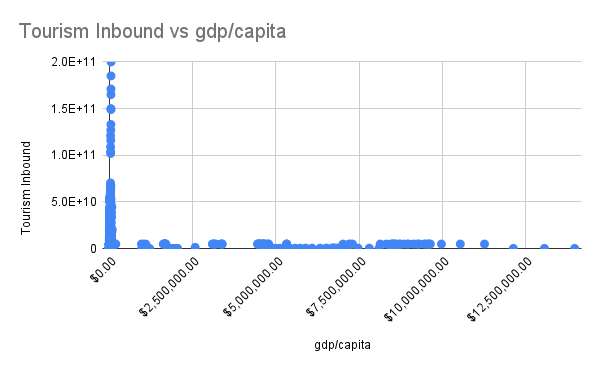 Tourism Inbound vs gdp/capita
2.0E+11
1.5E+11
1.0E+11
5.0E+10
0
Tourism Inbound
$0.00
$2,500,000.00
$5,000,000.00
$7,500,000.00
$10,000,000.00
$12,500,000.00
gdp/capita